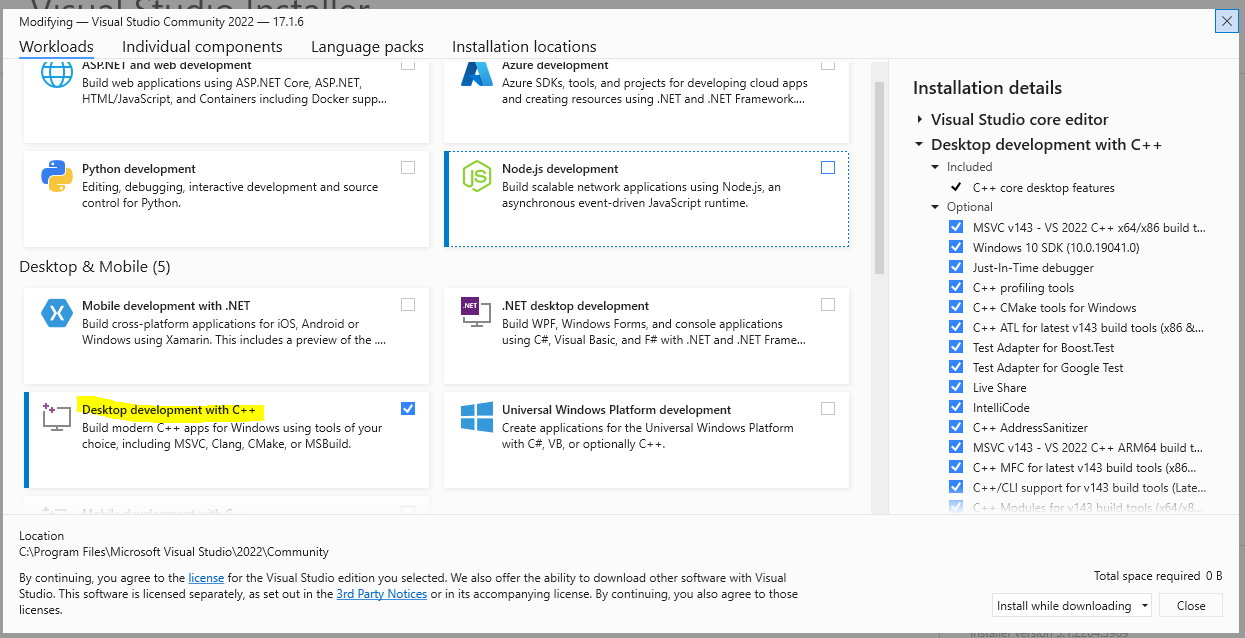 Visual Studio Installer
Modifying — Visual Studio Community 2022 — 17.1.6
Workloads Individual components Language packs Installation locations
ASP.NET and web development
Build web applications using ASP.NET Core, ASP.NET,
HTML/JavaScript, and Containers including Docker supp...
Azure development
Azure SDKs, tools, and projects for developing cloud apps
and creating resources using .NET and .NET Framework....
Python development
Editing, debugging, interactive development and source
control for Python.
Node.js development
Build scalable network applications using Node.js, an
asynchronous event-driven JavaScript runtime.
Desktop & Mobile (5)
Mobile development with .NET
Build cross-platform applications for iOS, Android or
Windows using Xamarin. This includes a preview of the ....
.NET
.NET desktop development
Build WPF, Windows Forms, and console applications
using C#, Visual Basic, and F# with .NET and .NET Frame...
Desktop development with C++
Build modern C++ apps for Windows using tools of your
choice, including MSVC, Clang, CMake, or MSBuild.
Universal Windows Platform development
Create applications for the Universal Windows Platform
with C#, VB, or optionally C++.
Mobile development with C++
Installation details
Visual Studio core editor
Desktop development with C++
Included
C++ core desktop features
Optional
MSVC v143 - VS 2022 C++ x64/x86 build t...
Windows 10 SDK (10.0.19041.0)
Just-In-Time debugger
C++ profiling tools
C++ CMake tools for Windows
C++ ATL for latest v143 build tools (x86 &...
Test Adapter for Boost.Test
Test Adapter for Google Test
Live Share
IntelliCode
C++ AddressSanitizer
MSVC v143 - VS 2022 C++ ARM64 build t...
C++ MFC for latest v143 build tools (x86...
C++/CLI support for v143 build tools (Late...
C++ Modules for v143 build tools (x64/x8...
Location
C:\Program Files\Microsoft Visual Studio\2022\Community
By continuing, you agree to the license for the Visual Studio edition you selected. We also offer the ability to download other software with Visual
Studio. This software is licensed separately, as set out in the 3rd Party Notices or in its accompanying license. By continuing, you also agree to those
licenses.
Total space required 0 B
Install while downloading
Close
Installer version 3.1.2204.3989